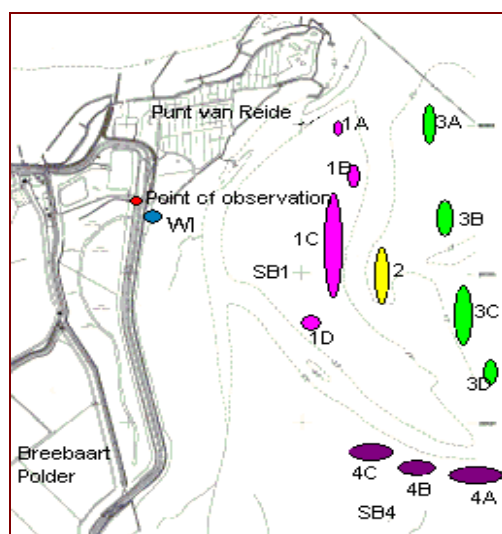 Punt van Reide
1A
3A
1B
Point of observation
WI
3B
1C
2
SB1
3C
1D
3D
Breebaart
Polder
4C
4B
4A
SB4